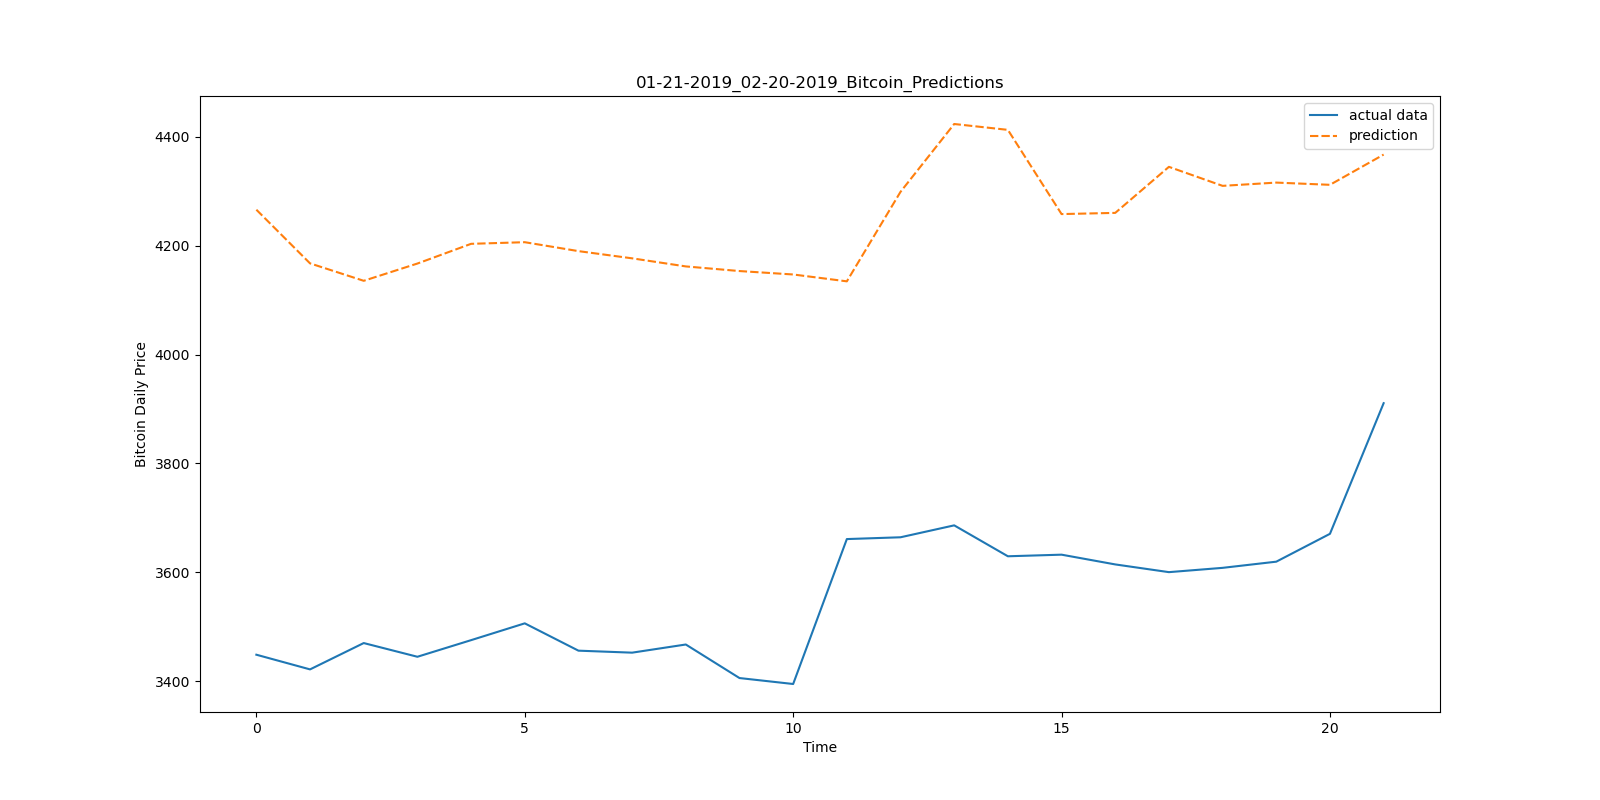 01-21-2019_02-20-2019_Bitcoin_Predictions
actual data
prediction
4400
4200
4000
3800
3600
3400
Bitcoin Daily Price
0 5 10 15 20
Time